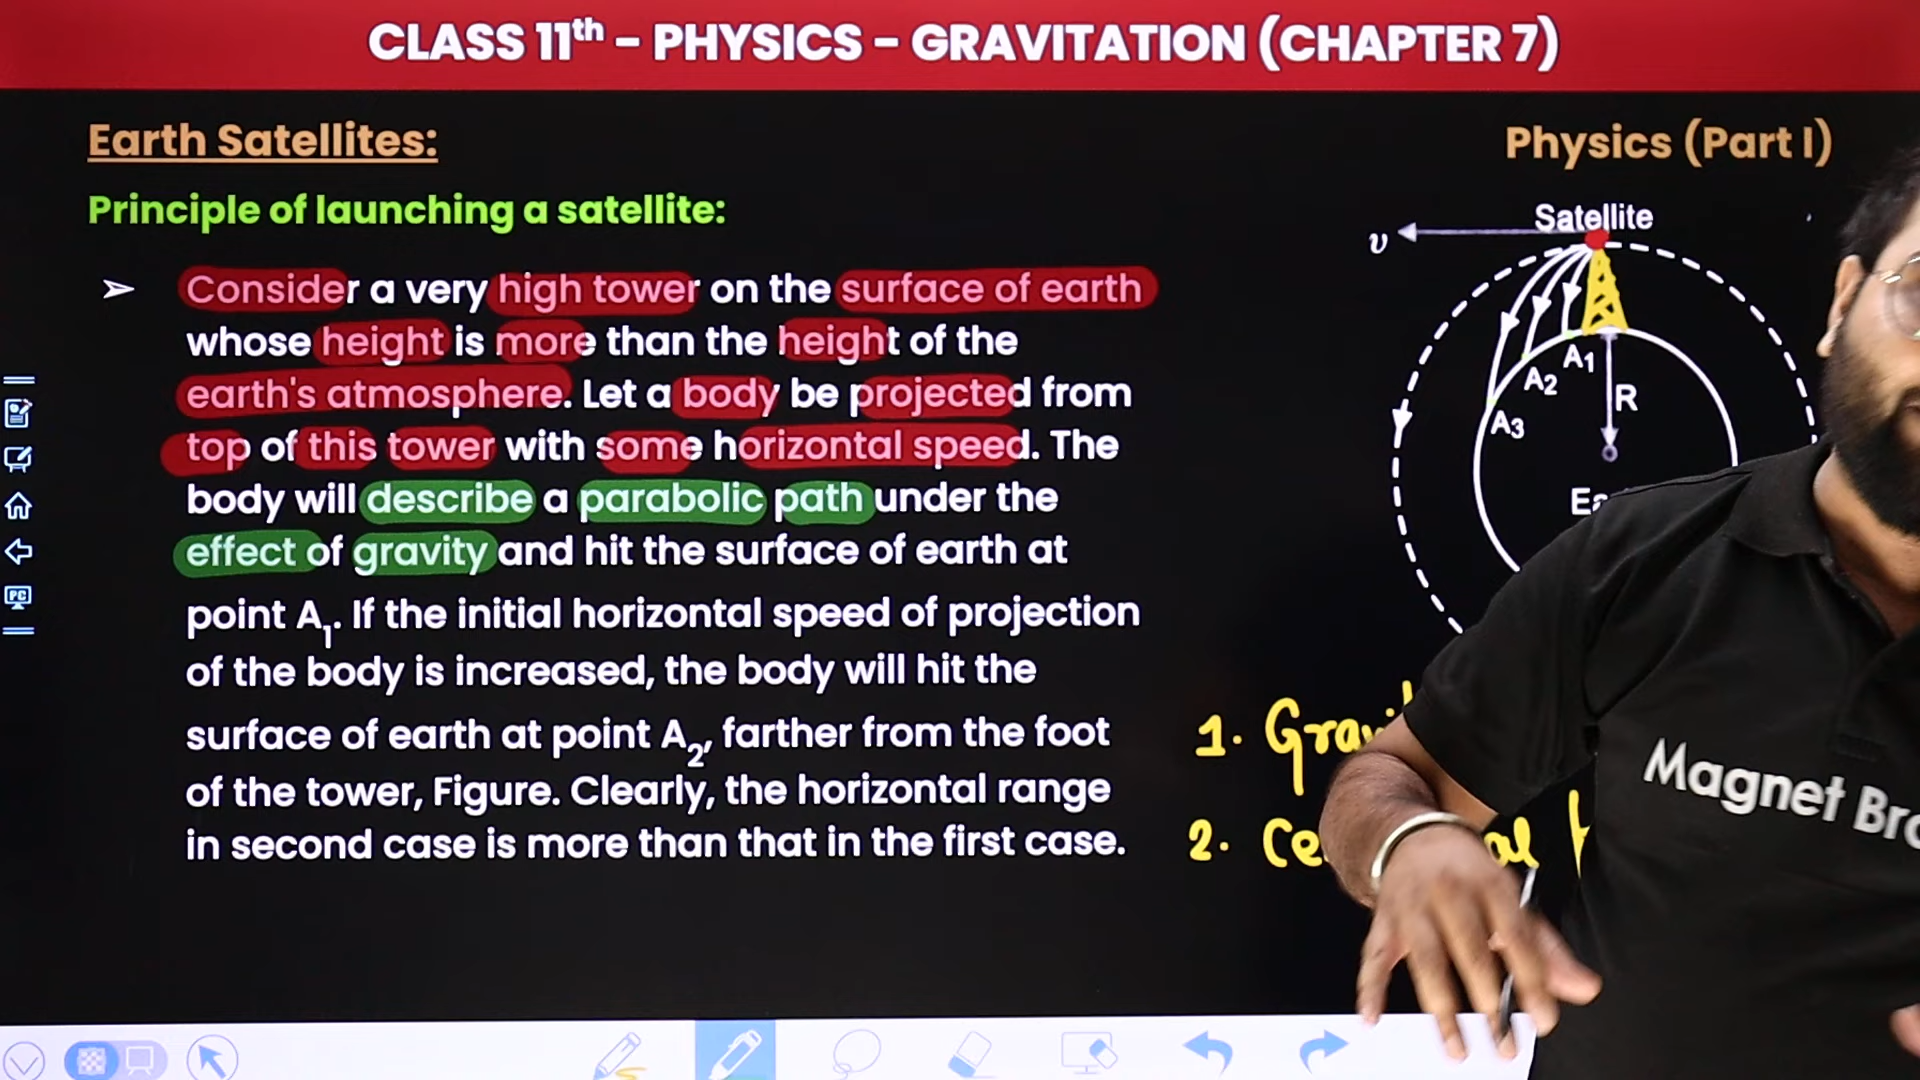 CLASS 11th - PHYSICS - GRAVITATION (CHAPTER 7)
Earth Satellites:
Physics (Part I)
Principle of launching a satellite:
➢ Consider a very high tower on the surface of earth
whose height is more than the height of the
earth's atmosphere. Let a body be projected from
top of this tower with some horizontal speed. The
body will describe a parabolic path under the
effect of gravity and hit the surface of earth at
point A1. If the initial horizontal speed of projection
of the body is increased, the body will hit the
surface of earth at point A2, farther from the foot
of the tower, Figure. Clearly, the horizontal range
in second case is more than that in the first case.
Satellite
υ
A1
A2
R
A3
1.
2.
Magnet
PC